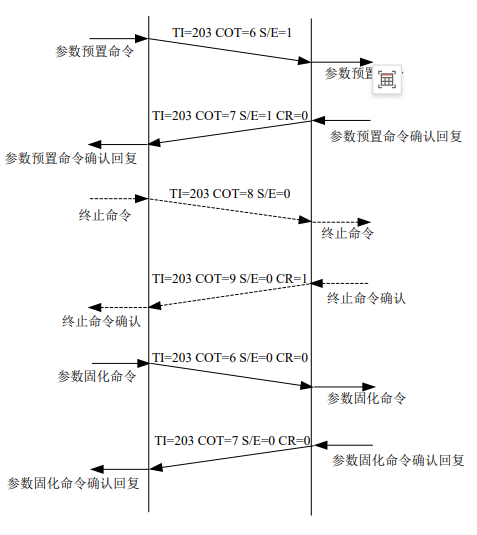 TI=203 COT=6 S/E=1
参数预置命令
参数预
TI=203 COT=7 S/E=1 CR=0
参数预置命令确认回复
参数预置命令确认回复
TI=203 COT=8 S/E=0
终止命令
终止命令
TI=203 COT=9 S/E=0 CR=1
终止命令确认
终止命令确认
TI=203 COT=6 S/E=0 CR=0
参数固化命令
参数固化命令
TI=203 COT=7 S/E=0 CR=0
参数固化命令确认回复
参数固化命令确认回复